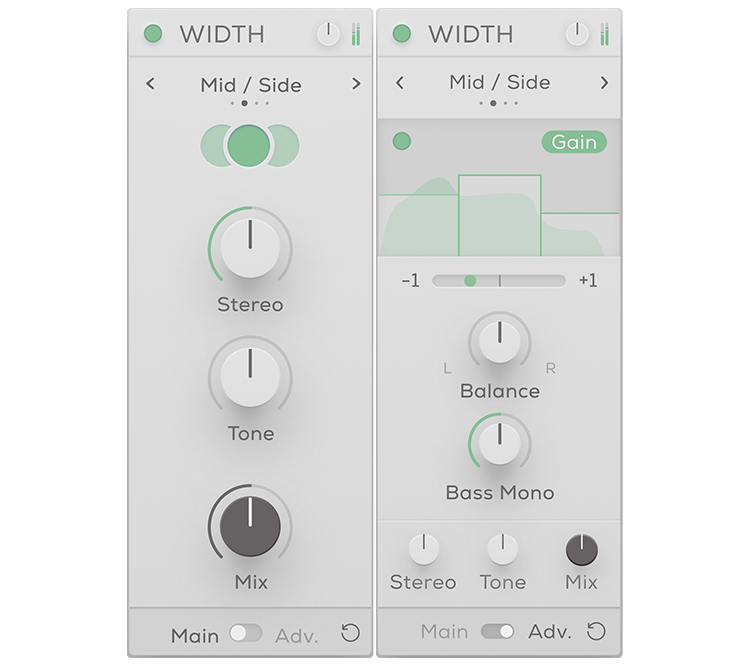 WIDTH
Mid / Side
Stereo
Tone
Mix
Main Adv.
WIDTH
Mid / Side
Gain
-1 +1
L R
Balance
Bass Mono
Stereo Tone Mix
Main Adv.